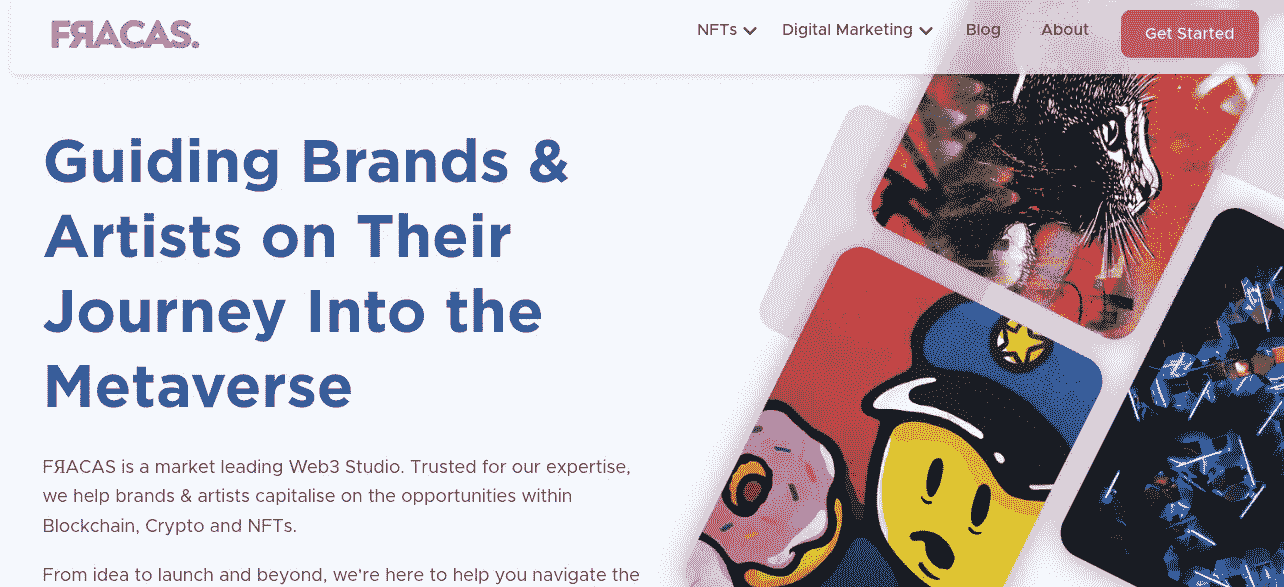 FЯACAS.
NFTs
Digital Marketing
Blog
About
Get Started
Guiding Brands &
Artists on Their
Journey Into the
Metaverse
FЯACAS is a market leading Web3 Studio. Trusted for our expertise,
we help brands & artists capitalise on the opportunities within
Blockchain, Crypto and NFTs.
From idea to launch and beyond, we're here to help you navigate the